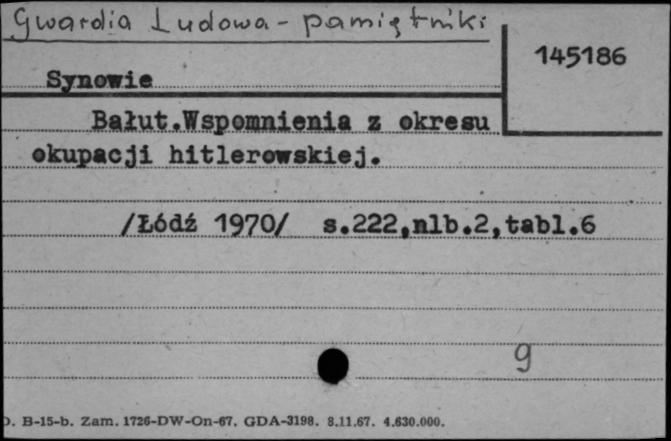 Gwardia Ludowa - pamiętniki
145186
Synowie
Bałut.Wspomnienia z okresu
okupacji hitlerowskiej.
/Łódź 1970/ s.222,nlb.2,tabl.6
9
B-15-b. Zam. 1726-DW-On-67. GDA-3198. 8.11.67. 4.630.000.